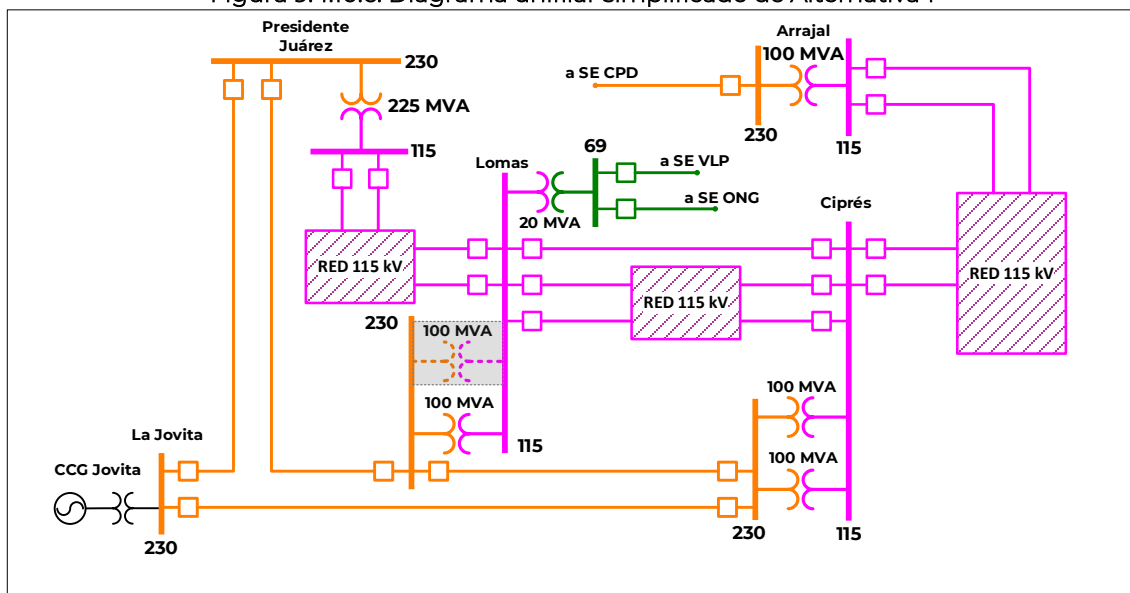 Presidente
Juárez
230
225 MVA
115
a SE CPD
230
Arrajal
100 MVA
115
Lomas
69
a SE VLP
a SE ONG
20 MVA
Ciprés
RED 115 kV
RED 115 kV
RED 115 kV
230
100 MVA
100 MVA
115
100 MVA
100 MVA
230
115
La Jovita
CCG Jovita
230